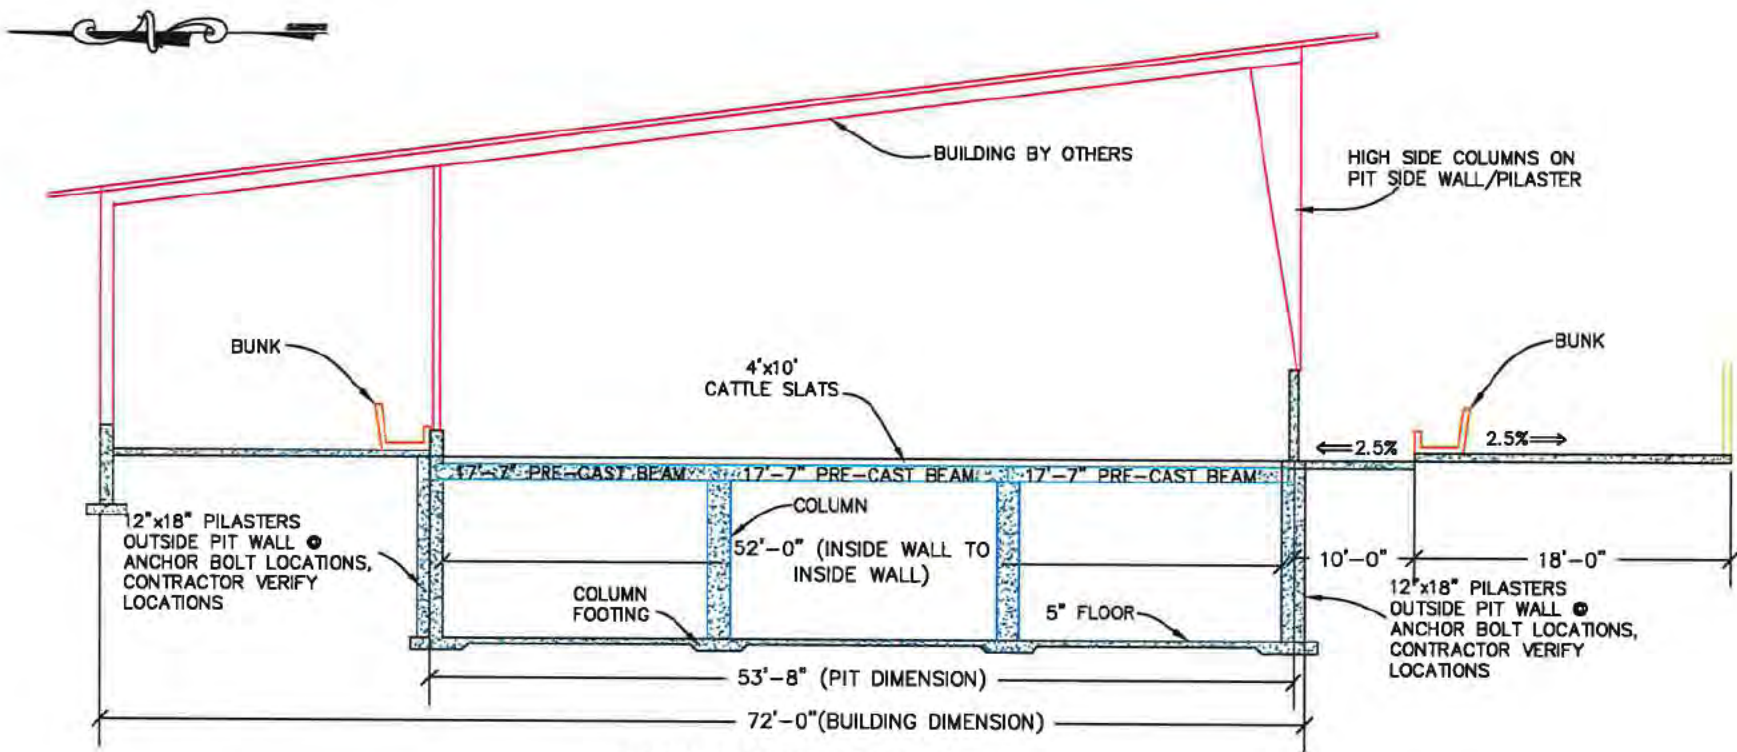 BUILDING BY OTHERS
HIGH SIDE COLUMNS ON
PIT SIDE WALL/PILASTER
BUNK
4'x10'
CATTLE SLATS
BUNK
2.5%
2.5%
17'-7" PRE-CAST BEAM
17'-7" PRE-CAST BEAM
17'-7" PRE-CAST BEAM
12"x18" PILASTERS
OUTSIDE PIT WALL @
ANCHOR BOLT LOCATIONS,
CONTRACTOR VERIFY
LOCATIONS
COLUMN
52'-0" (INSIDE WALL TO
INSIDE WALL)
10'-0"
18'-0"
COLUMN
FOOTING
5" FLOOR
12"x18" PILASTERS
OUTSIDE PIT WALL @
ANCHOR BOLT LOCATIONS,
CONTRACTOR VERIFY
LOCATIONS
53'-8" (PIT DIMENSION)
72'-0"(BUILDING DIMENSION)